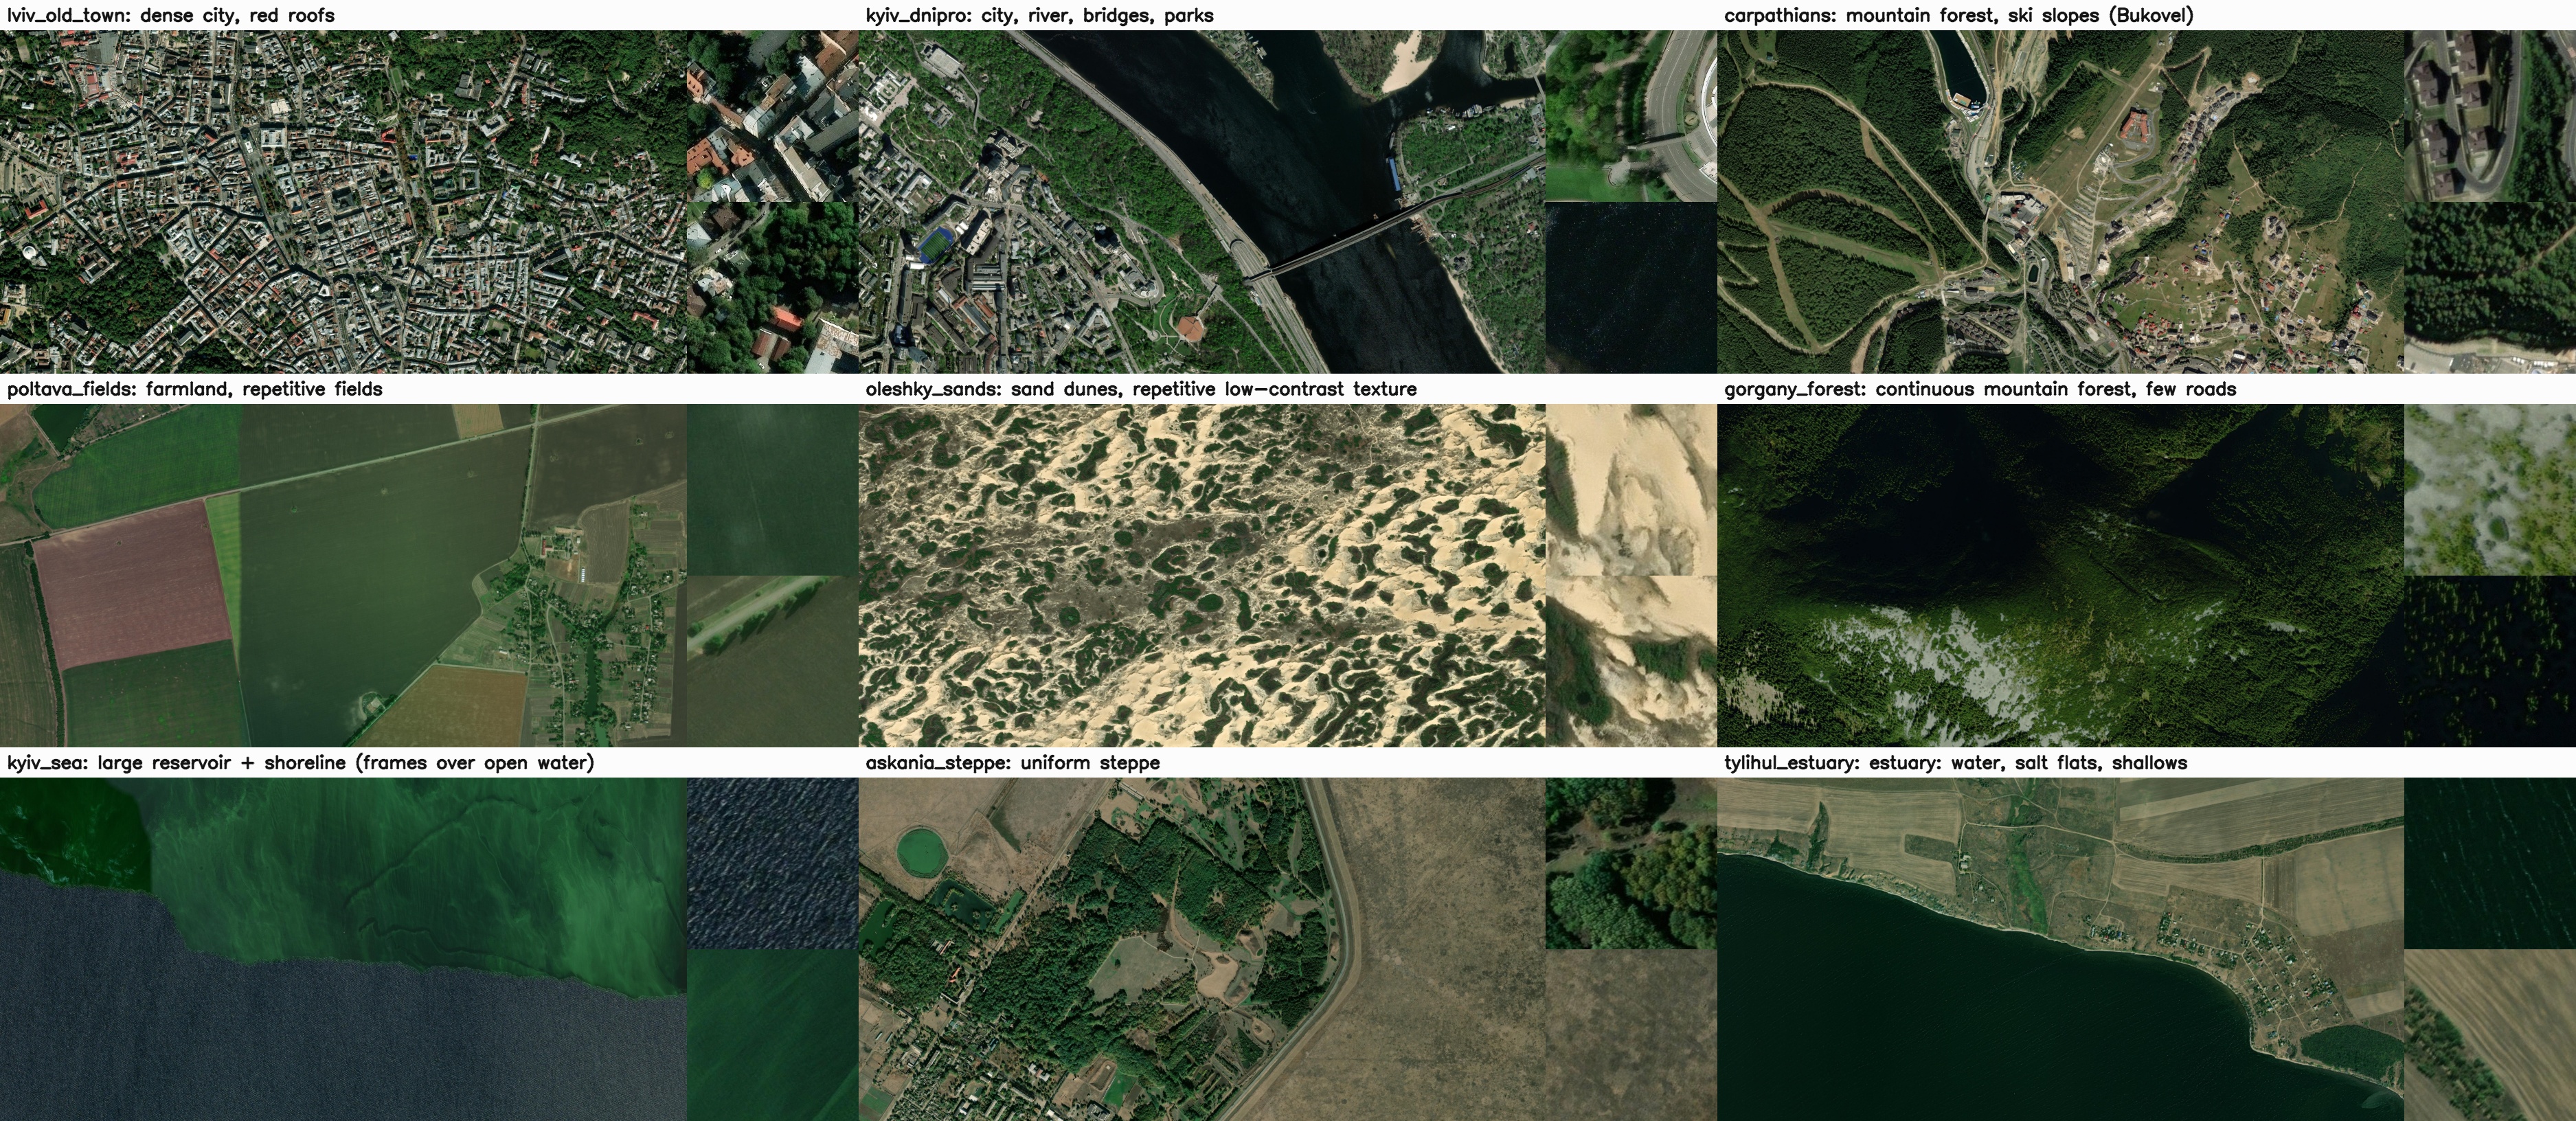 lviv_old_town: dense city, red roofs
kyiv_dnipro: city, river, bridges, parks
carpathians: mountain forest, ski slopes (Bukovel)
poltava_fields: farmland, repetitive fields
oleshky_sands: sand dunes, repetitive low-contrast texture
gorgany_forest: continuous mountain forest, few roads
kyiv_sea: large reservoir + shoreline (frames over open water)
askania_steppe: uniform steppe
tylihul_estuary: estuary: water, salt flats, shallows